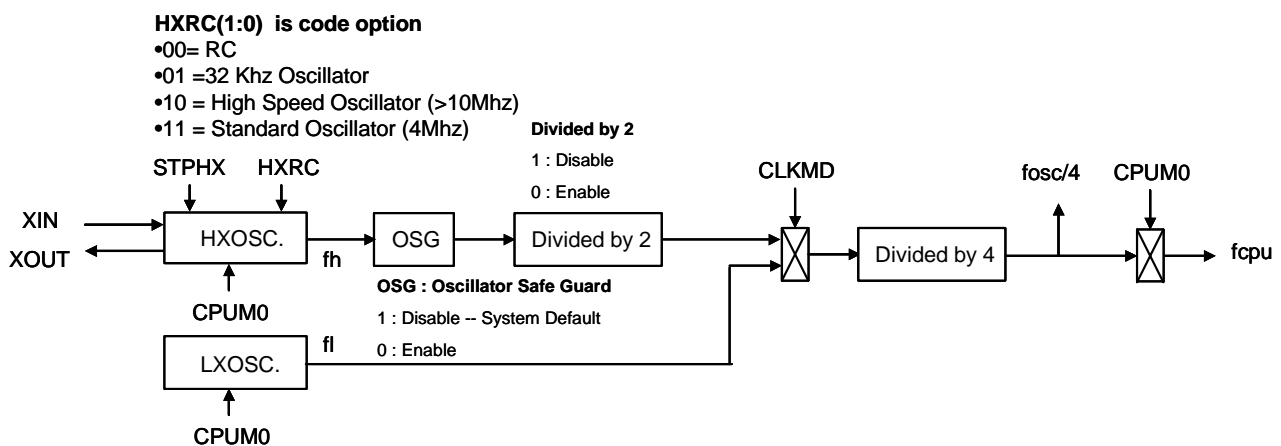 HXRC(1:0) is code option
•00= RC
•01 =32 Khz Oscillator
•10 = High Speed Oscillator (>10Mhz)
•11 = Standard Oscillator (4Mhz)
Divided by 2
1 : Disable
0 : Enable
STPHX
HXRC
CLKMD
fosc/4
CPUM0
XIN
XOUT
HXOSC.
fh
OSG
Divided by 2
Divided by 4
fcpu
CPUM0
OSG : Oscillator Safe Guard
1 : Disable -- System Default
0 : Enable
LXOSC.
fl
CPUM0